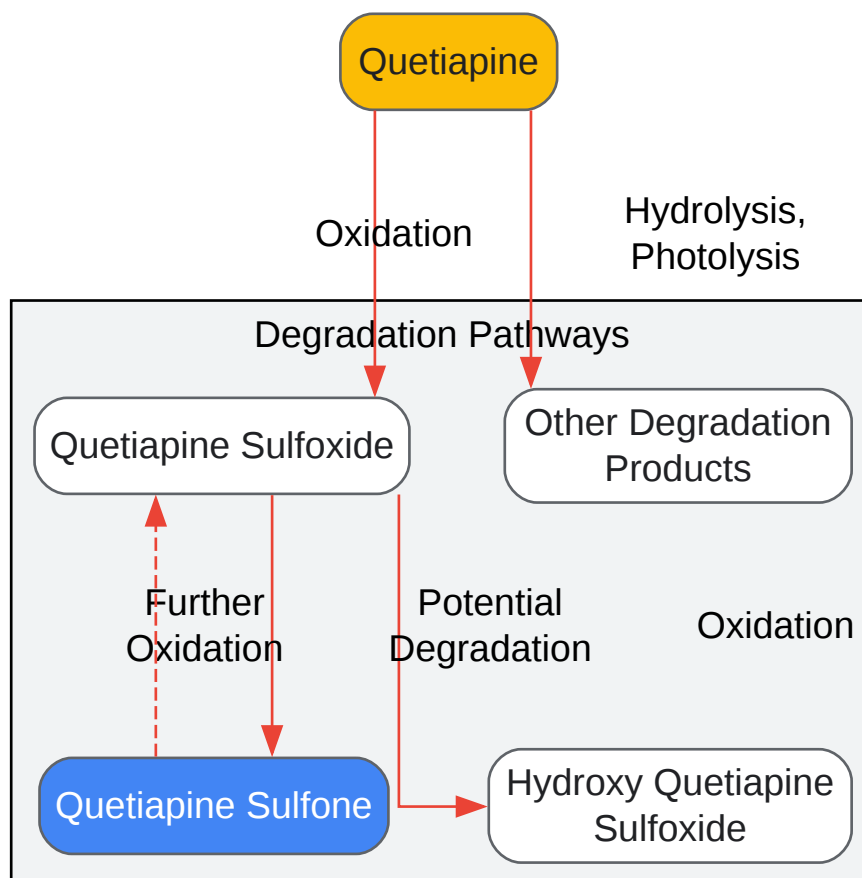 Quetiapine
Oxidation
Hydrolysis,
Photolysis
Degradation Pathways
Quetiapine Sulfoxide
Other Degradation
Products
Further
Oxidation
Potential
Degradation
Oxidation
Quetiapine Sulfone
Hydroxy Quetiapine
Sulfoxide